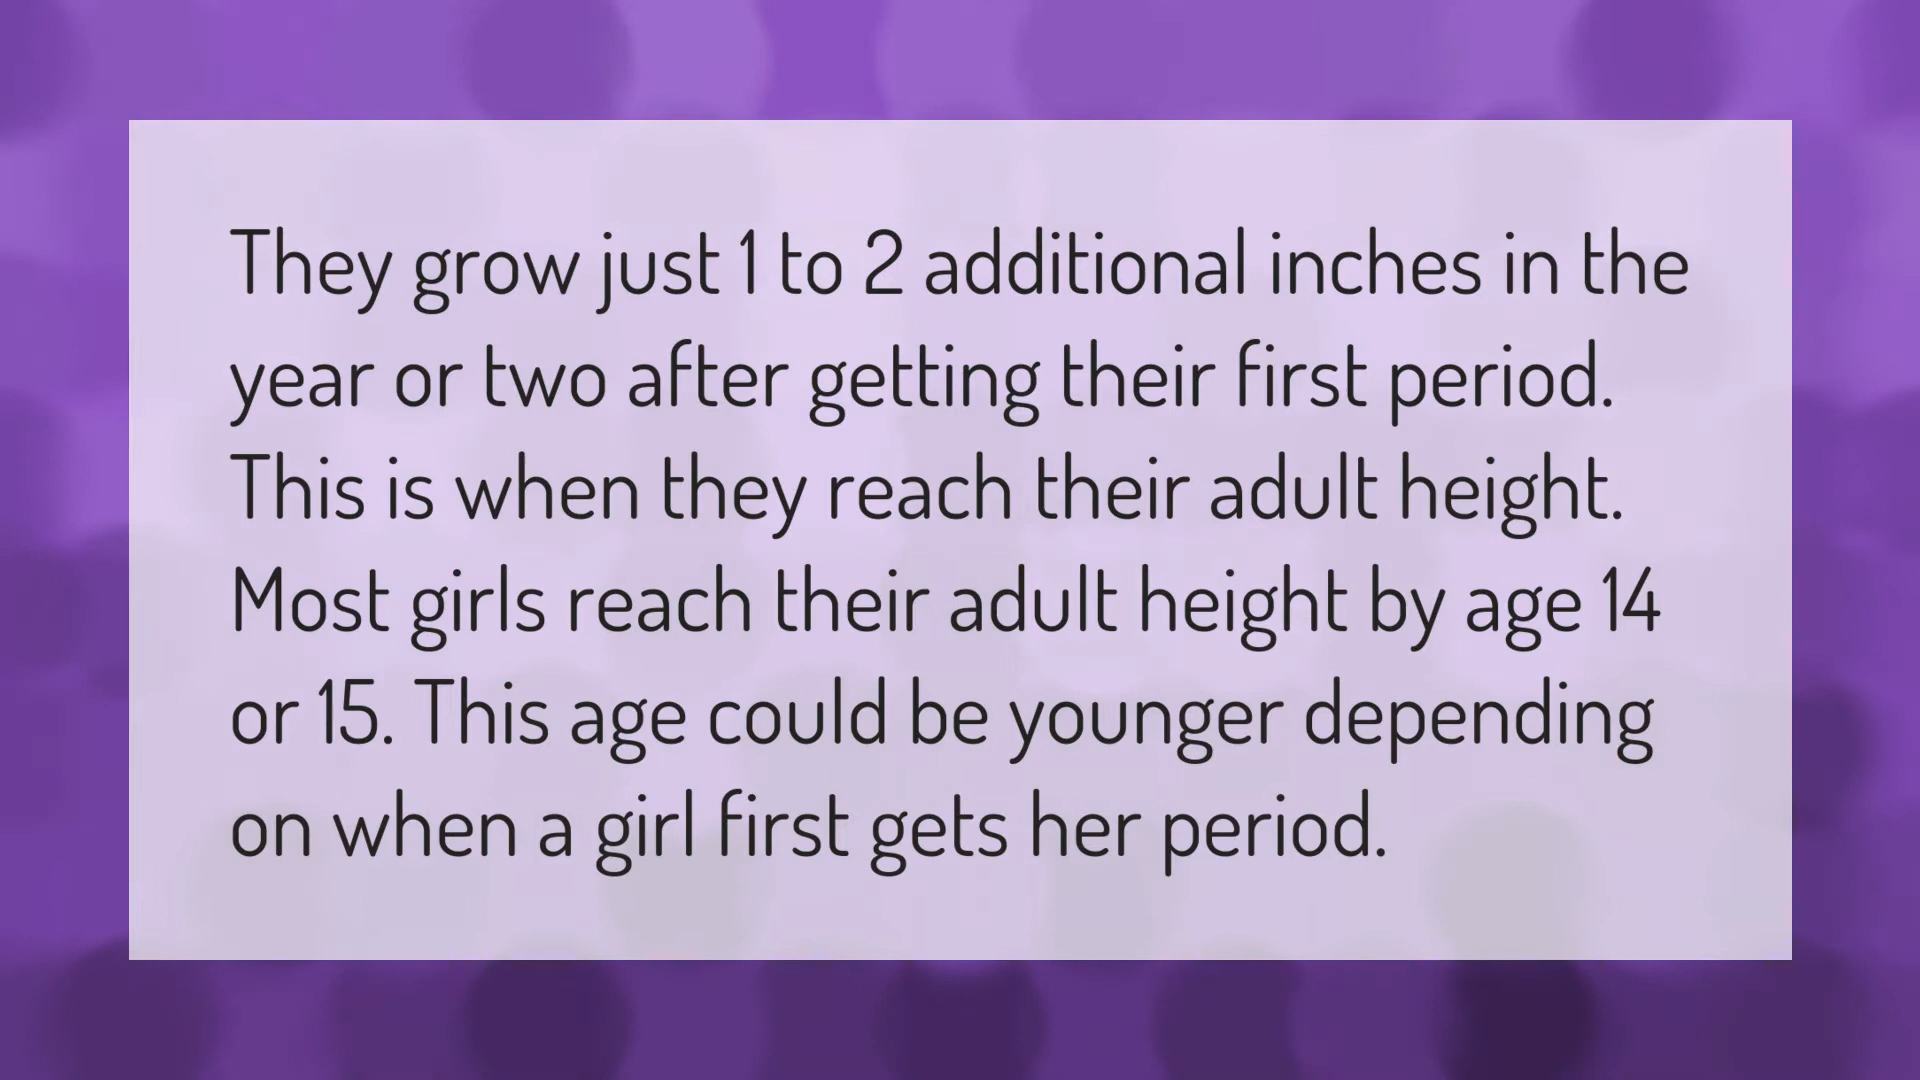 They grow just 1 to 2 additional inches in the
year or two after getting their first period.
This is when they reach their adult height.
Most girls reach their adult height by age 14
or 15. This age could be younger depending
on when a girl first gets her period.